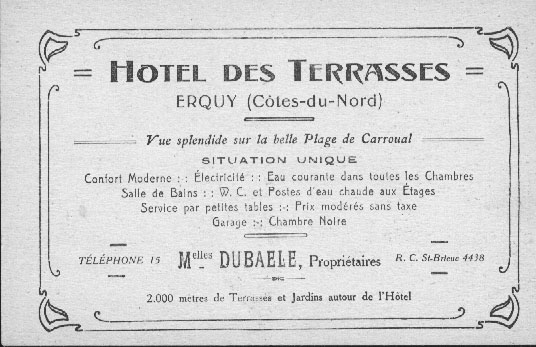 = HOTEL DES TERRASSES =
ERQUY (Côtes-du-Nord)
Vue splendide sur la belle Plage de Carroual
SITUATION UNIQUE
Confort Moderne : : Électricité : : Eau courante dans toutes les Chambres
Salle de Bains : : W. C. et Postes d'eau chaude aux Étages
Service par petites tables :-: Prix modérés sans taxe
Garage :-: Chambre Noire
TÉLÉPHONE 15
Melles DUBAELE, Propriétaires
R. C. St-Brieuc 4438
2.000 metres de Terrasses et Jardins autour de l'Hôtel